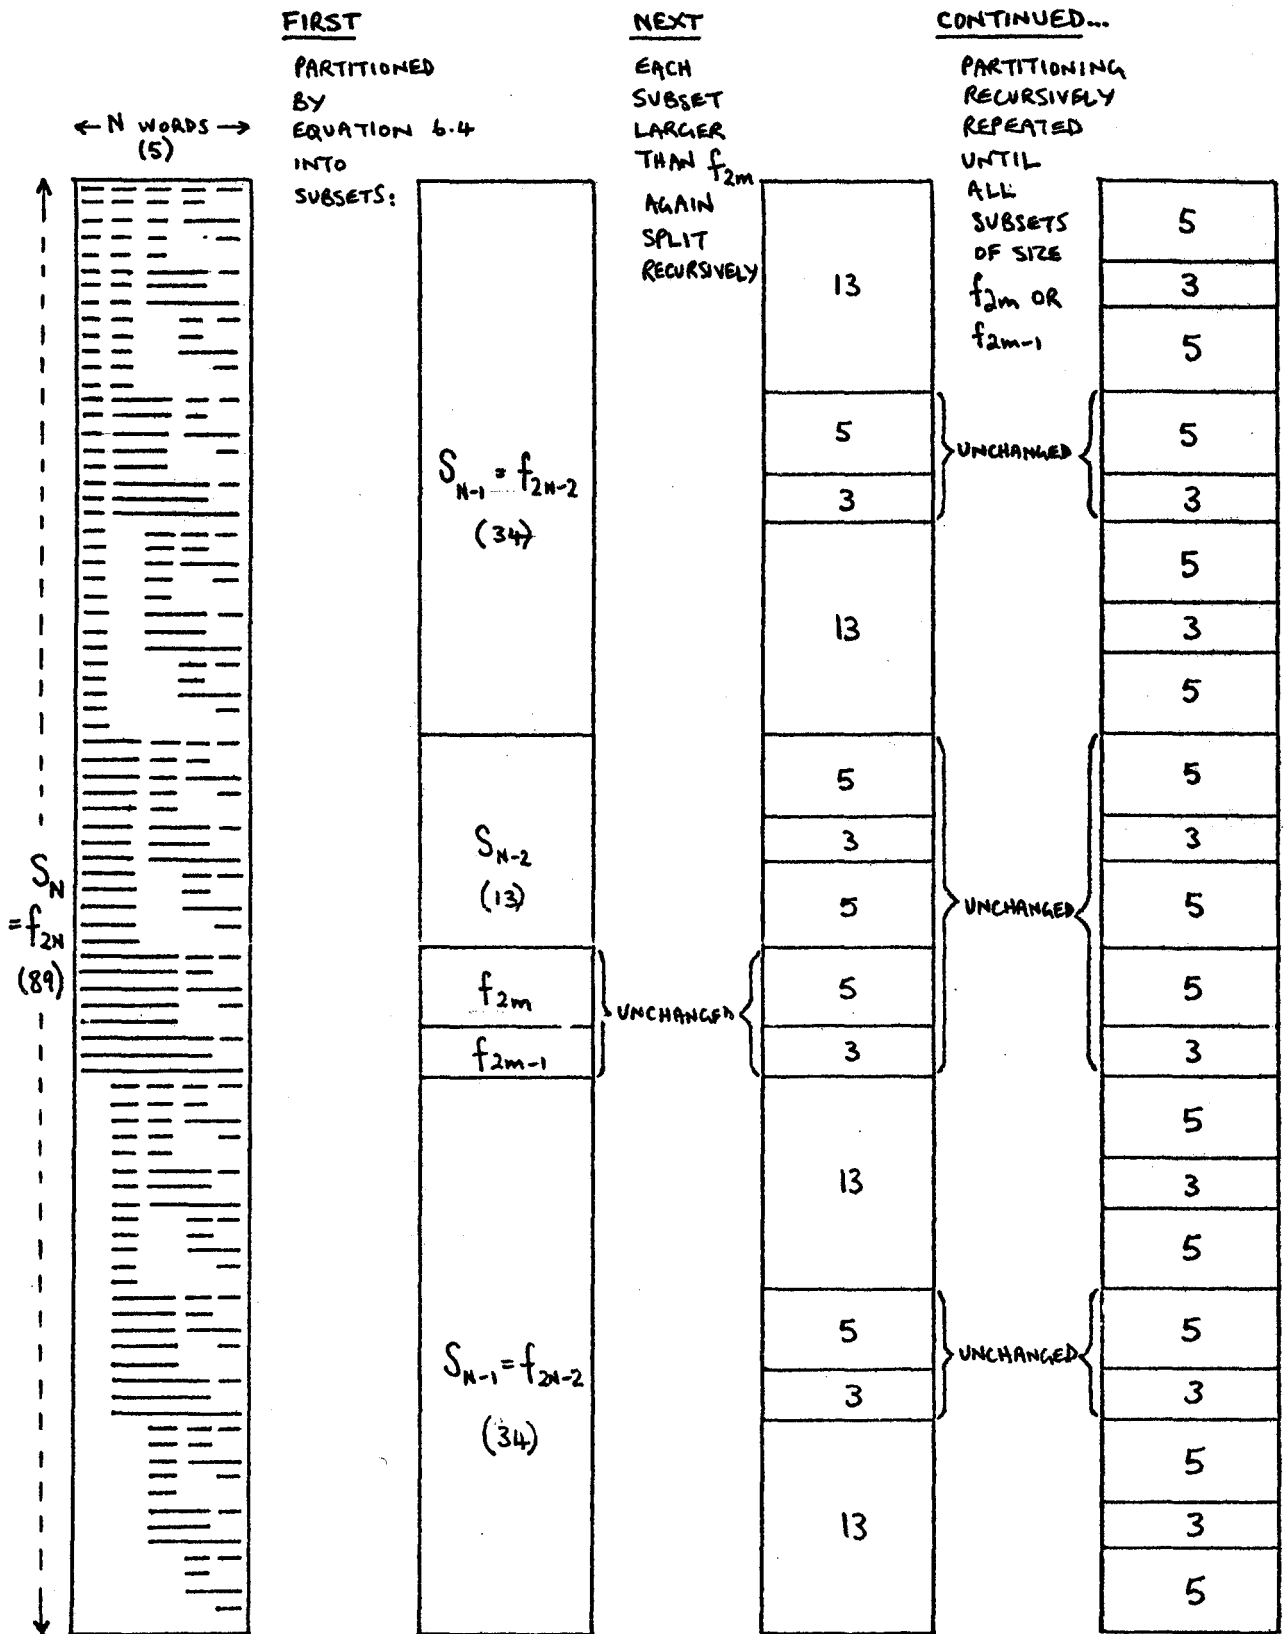 FIRST
PARTITIONED
BY
EQUATION 6.4
INTO
SUBSETS:
NEXT
EACH
SUBSET
LARGER
THAN f2m
AGAIN
SPLIT
RECURSIVELY
CONTINUED...
PARTITIONING
RECURSIVELY
REPEATED
UNTIL
ALL
SUBSETS
OF SIZE
f2m OR
f2m-1
← N WORDS →
(5)
SN
=f2N
(89)
SN-1 = f2N-2
(34)
SN-2
(13)
f2m
f2m-1
SN-1 = f2N-2
(34)
UNCHANGED
13
5
3
13
5
3
5
5
3
13
5
3
13
UNCHANGED
UNCHANGED
UNCHANGED
5
3
5
5
3
5
3
5
5
3
5
5
3
5
3
5
5
3
5
3
5